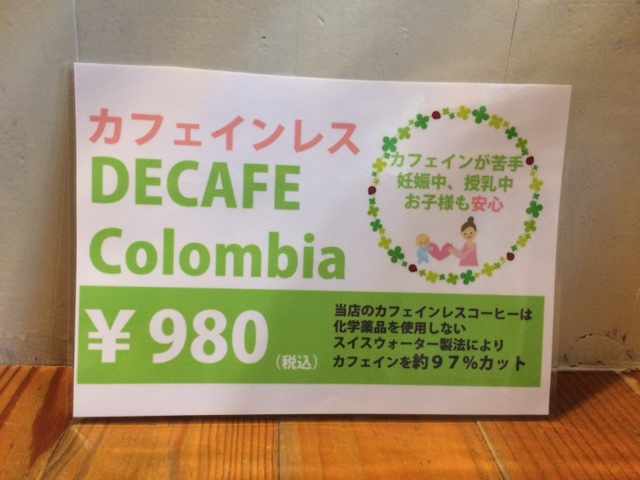 カフェインレス
DECAFE
Colombia
カフェインが苦手
妊娠中、授乳中
お子様も安心
¥980
(税込)
当店のカフェインレスコーヒーは
化学薬品を使用しない
スイスウォーター製法により
カフェインを約97%カット